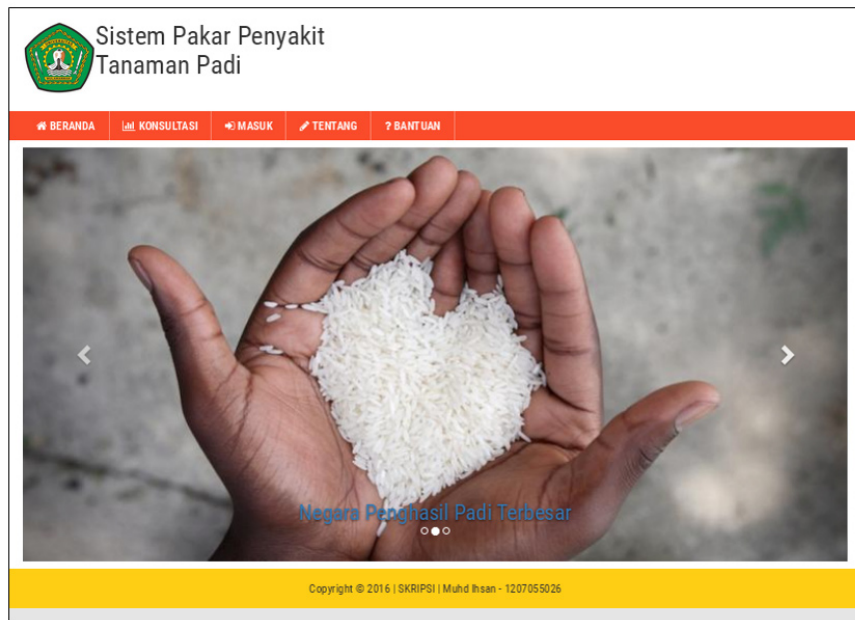 Sistem Pakar Penyakit
Tanaman Padi
BERANDA
KONSULTASI
MASUK
TENTANG
? BANTUAN
Negara Penghasil Padi Terbesar
Copyright © 2016 | SKRIPSI | Muhd Ihsan - 1207055026